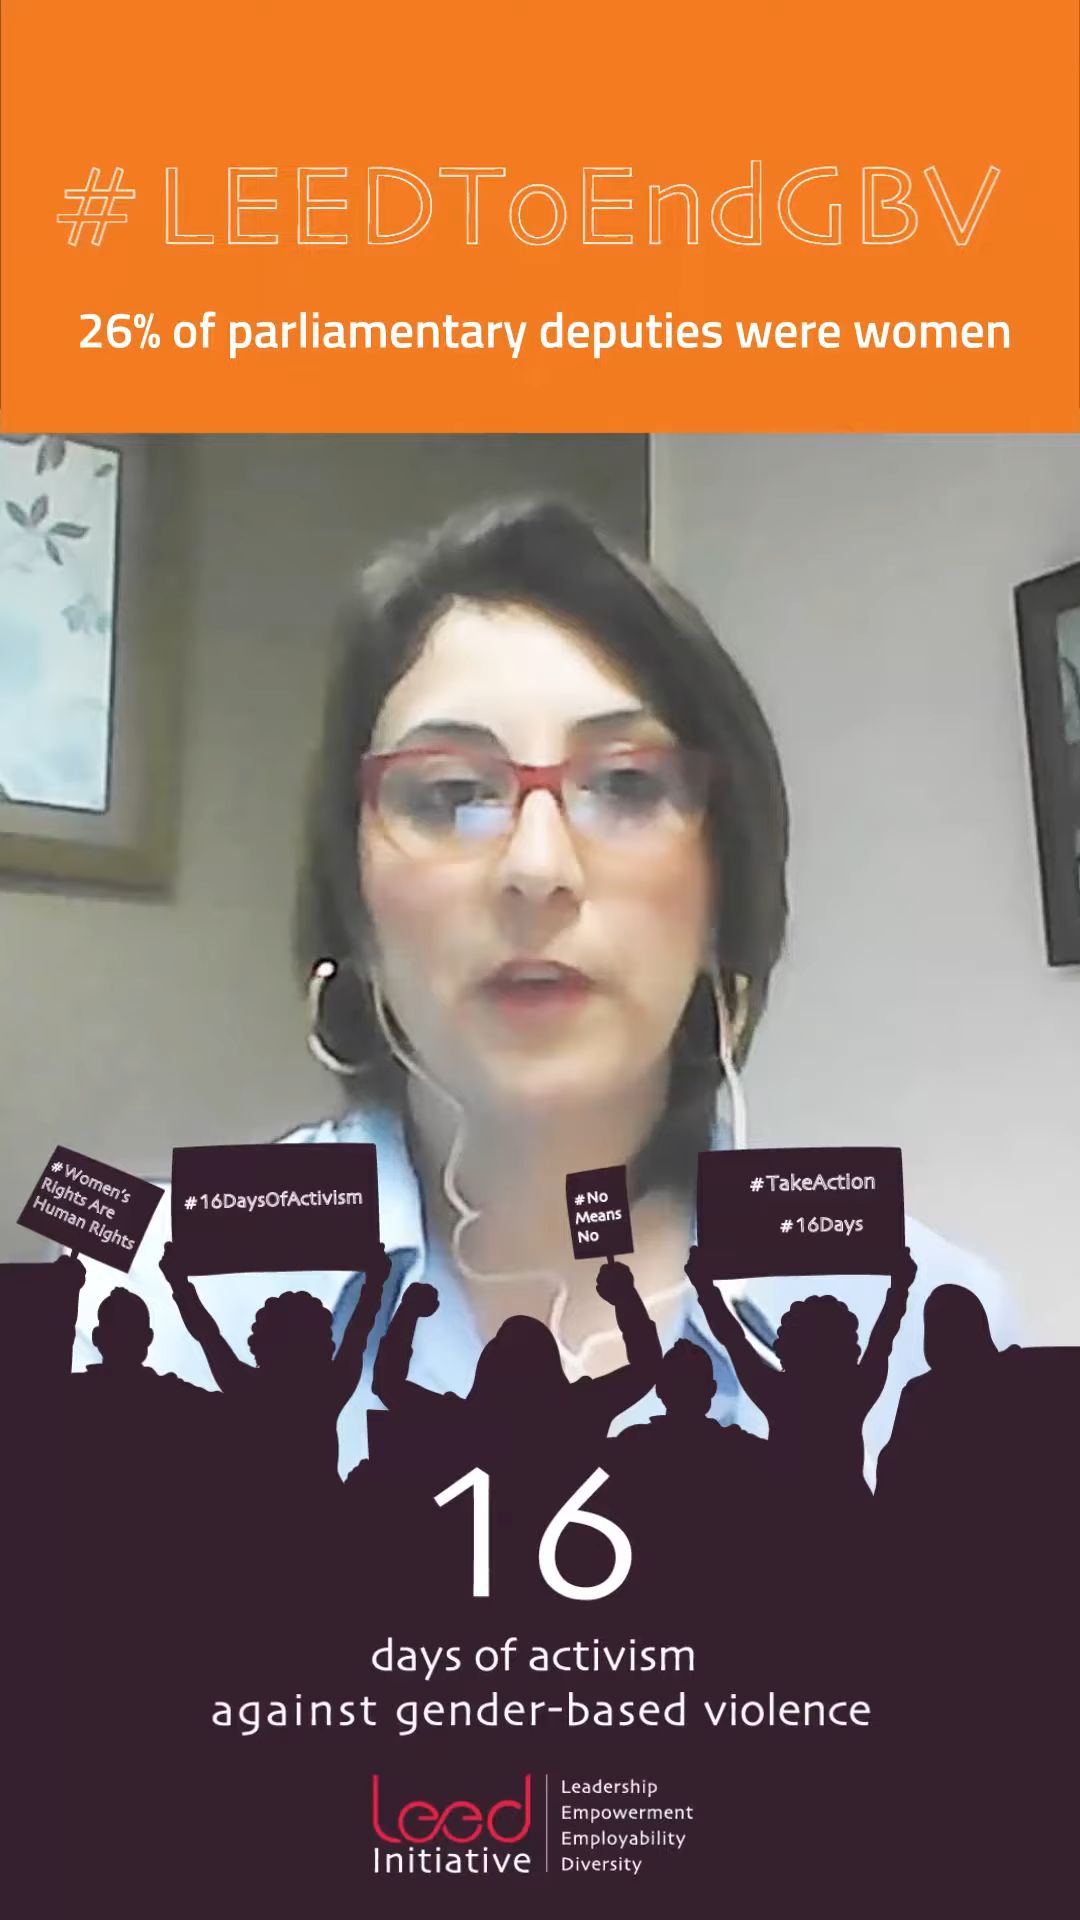 #LEEDToEndGBV
26% of parliamentary deputies were women
#Women's
Rights Are
Human Rights
#16DaysOfActivism
#No
Means
No
#TakeAction
#16Days
16
days of activism
against gender-based violence
Leed
Initiative
Leadership
Empowerment
Employability
Diversity